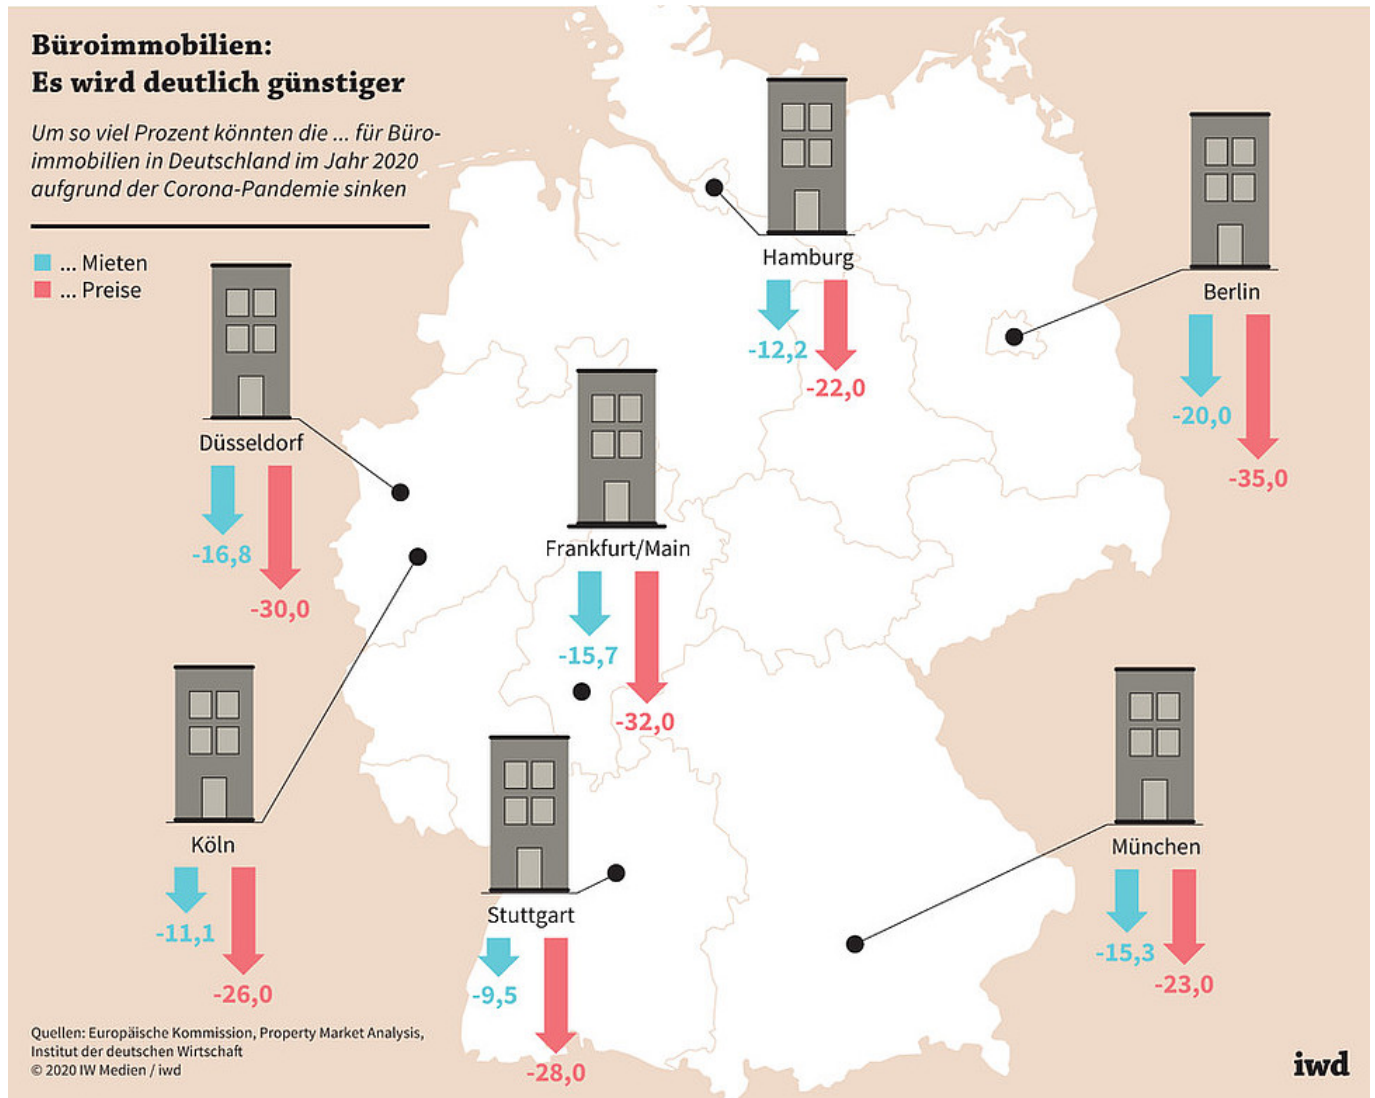 Büroimmobilien:
Es wird deutlich günstiger
Um so viel Prozent könnten die ... für Büro-
immobilien in Deutschland im Jahr 2020
aufgrund der Corona-Pandemie sinken
... Mieten
... Preise
Hamburg
-12,2
-22,0
Berlin
-20,0
-35,0
Düsseldorf
-16,8
-30,0
Frankfurt/Main
-15,7
-32,0
Köln
-11,1
-26,0
Stuttgart
-9,5
-28,0
München
-15,3
-23,0
Quellen: Europäische Kommission, Property Market Analysis,
Institut der deutschen Wirtschaft
© 2020 IW Medien / iwd
iwd